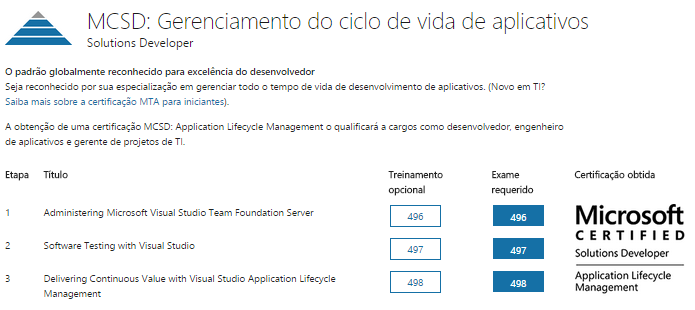 MCSD: Gerenciamento do ciclo de vida de aplicativos
Solutions Developer
O padrão globalmente reconhecido para excelência do desenvolvedor
Seja reconhecido por sua especialização em gerenciar todo o tempo de vida de desenvolvimento de aplicativos. (Novo em TI?
Saiba mais sobre a certificação MTA para iniciantes).
A obtenção de uma certificação MCSD: Application Lifecycle Management o qualificará a cargos como desenvolvedor, engenheiro
de aplicativos e gerente de projetos de TI.
Etapa Título Treinamento opcional Exame requerido Certificação obtida
1 Administering Microsoft Visual Studio Team Foundation Server 496 496
2 Software Testing with Visual Studio 497 497
3 Delivering Continuous Value with Visual Studio Application Lifecycle
Management 498 498
Microsoft
CERTIFIED
Solutions Developer
Application Lifecycle
Management